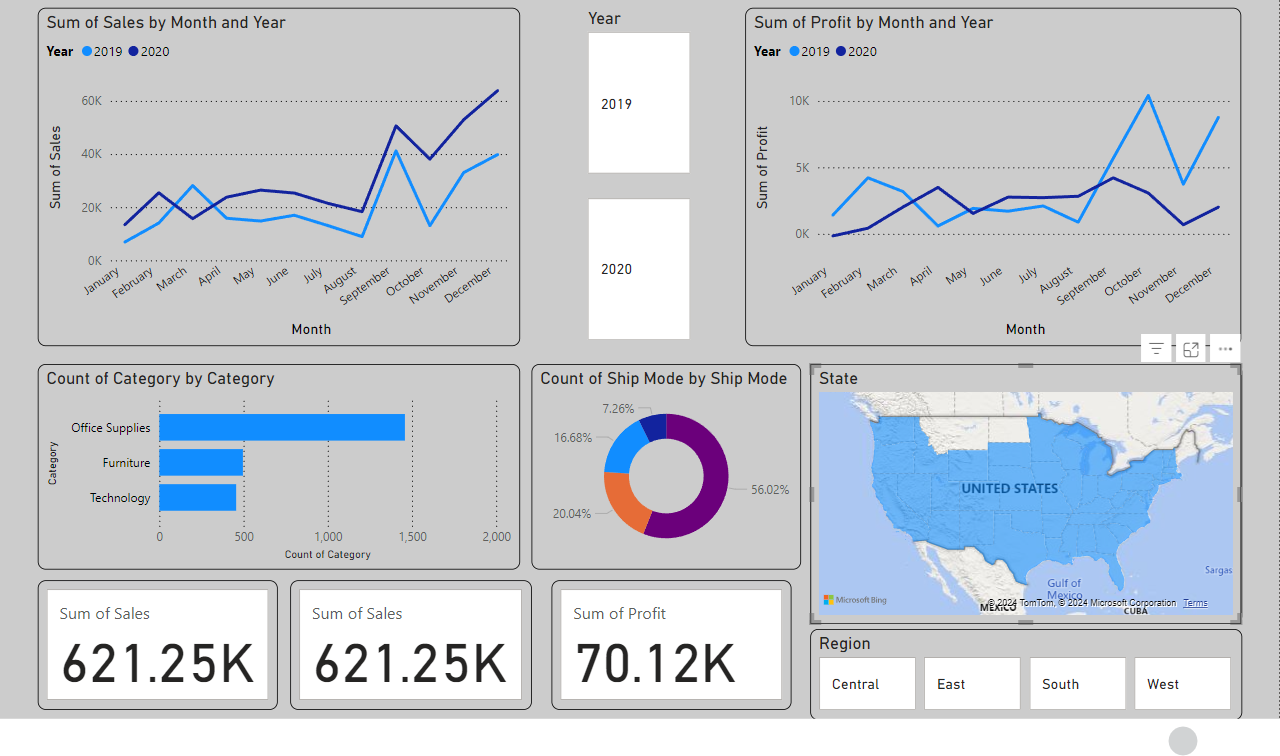 Sum of Sales by Month and Year
Year 2019 2020
60K
40K
20K
0K
Sum of Sales
January February March April May June July August September October November December
Month
Year
2019
2020
Sum of Profit by Month and Year
Year 2019 2020
10K
5K
0K
Sum of Profit
January February March April May June July August September October November December
Month
Count of Category by Category
Category
Office Supplies
Furniture
Technology
0 500 1,000 1,500 2,000
Count of Category
Count of Ship Mode by Ship Mode
7.26%
16.68%
56.02%
20.04%
State
UNITED STATES
Sargas
Gulf of
Mexico
MEXICO
CUBA
Microsoft Bing
© 2024 TomTom, © 2024 Microsoft Corporation Terms
Sum of Sales
621.25K
Sum of Sales
621.25K
Sum of Profit
70.12K
Region
Central East South West